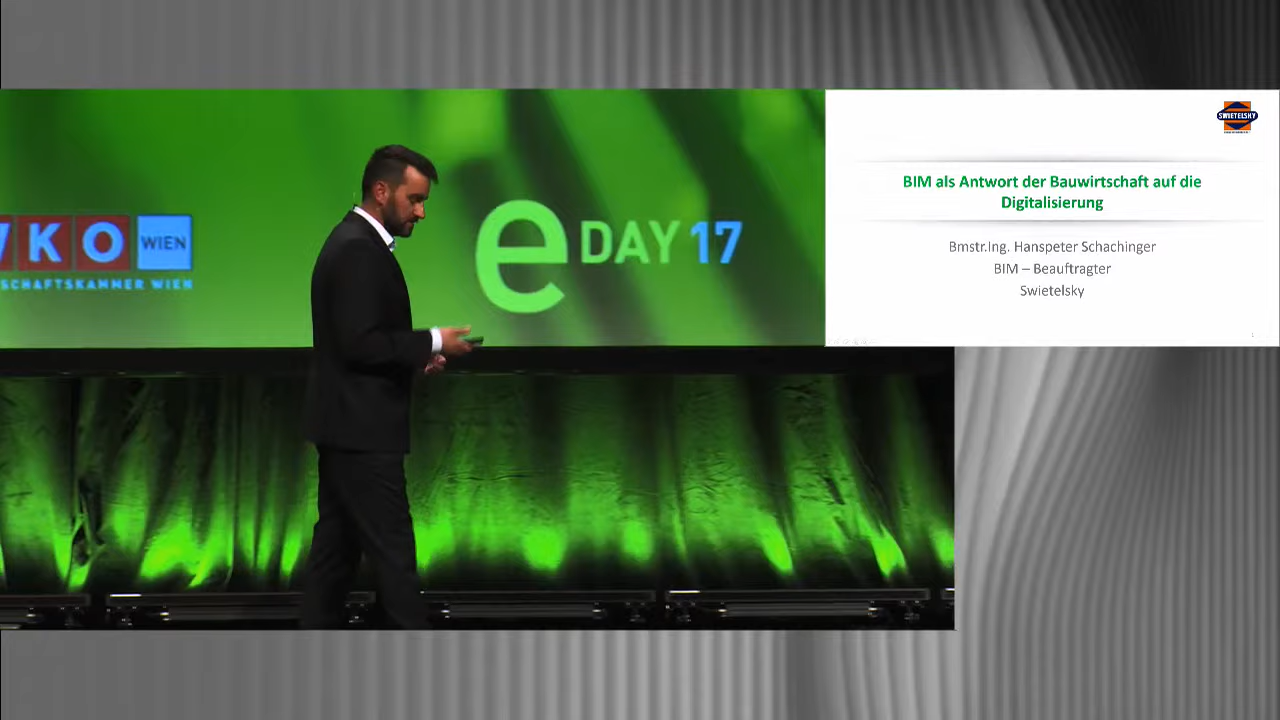 WKO WIEN
SCHAFTSKAMMER WIEN
e DAY 17
SWIETELSKY
BIM als Antwort der Bauwirtschaft auf die
Digitalisierung
Bmstr.Ing. Hanspeter Schachinger
BIM – Beauftragter
Swietelsky
1